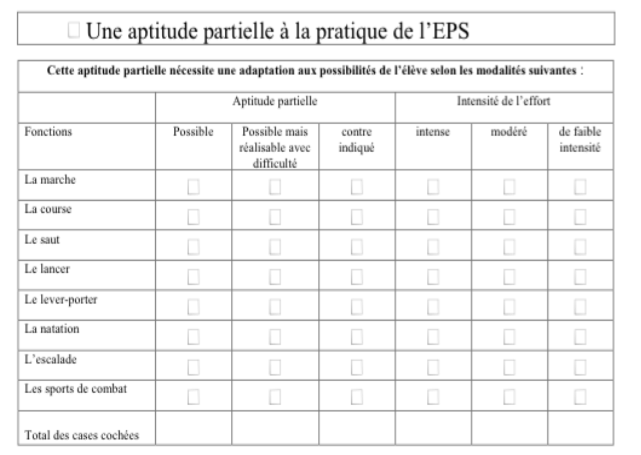 ☐ Une aptitude partielle à la pratique de l'EPS
Cette aptitude partielle nécessite une adaptation aux possibilités de l'élève selon les modalités suivantes :
Aptitude partielle Intensité de l'effort
Fonctions Possible Possible mais réalisable avec difficulté contre indiqué intense modéré de faible intensité
La marche ☐ ☐ ☐ ☐ ☐ ☐
La course ☐ ☐ ☐ ☐ ☐ ☐
Le saut ☐ ☐ ☐ ☐ ☐ ☐
Le lancer ☐ ☐ ☐ ☐ ☐ ☐
Le lever-porter ☐ ☐ ☐ ☐ ☐ ☐
La natation ☐ ☐ ☐ ☐ ☐ ☐
L'escalade ☐ ☐ ☐ ☐ ☐ ☐
Les sports de combat ☐ ☐ ☐ ☐ ☐ ☐
Total des cases cochées